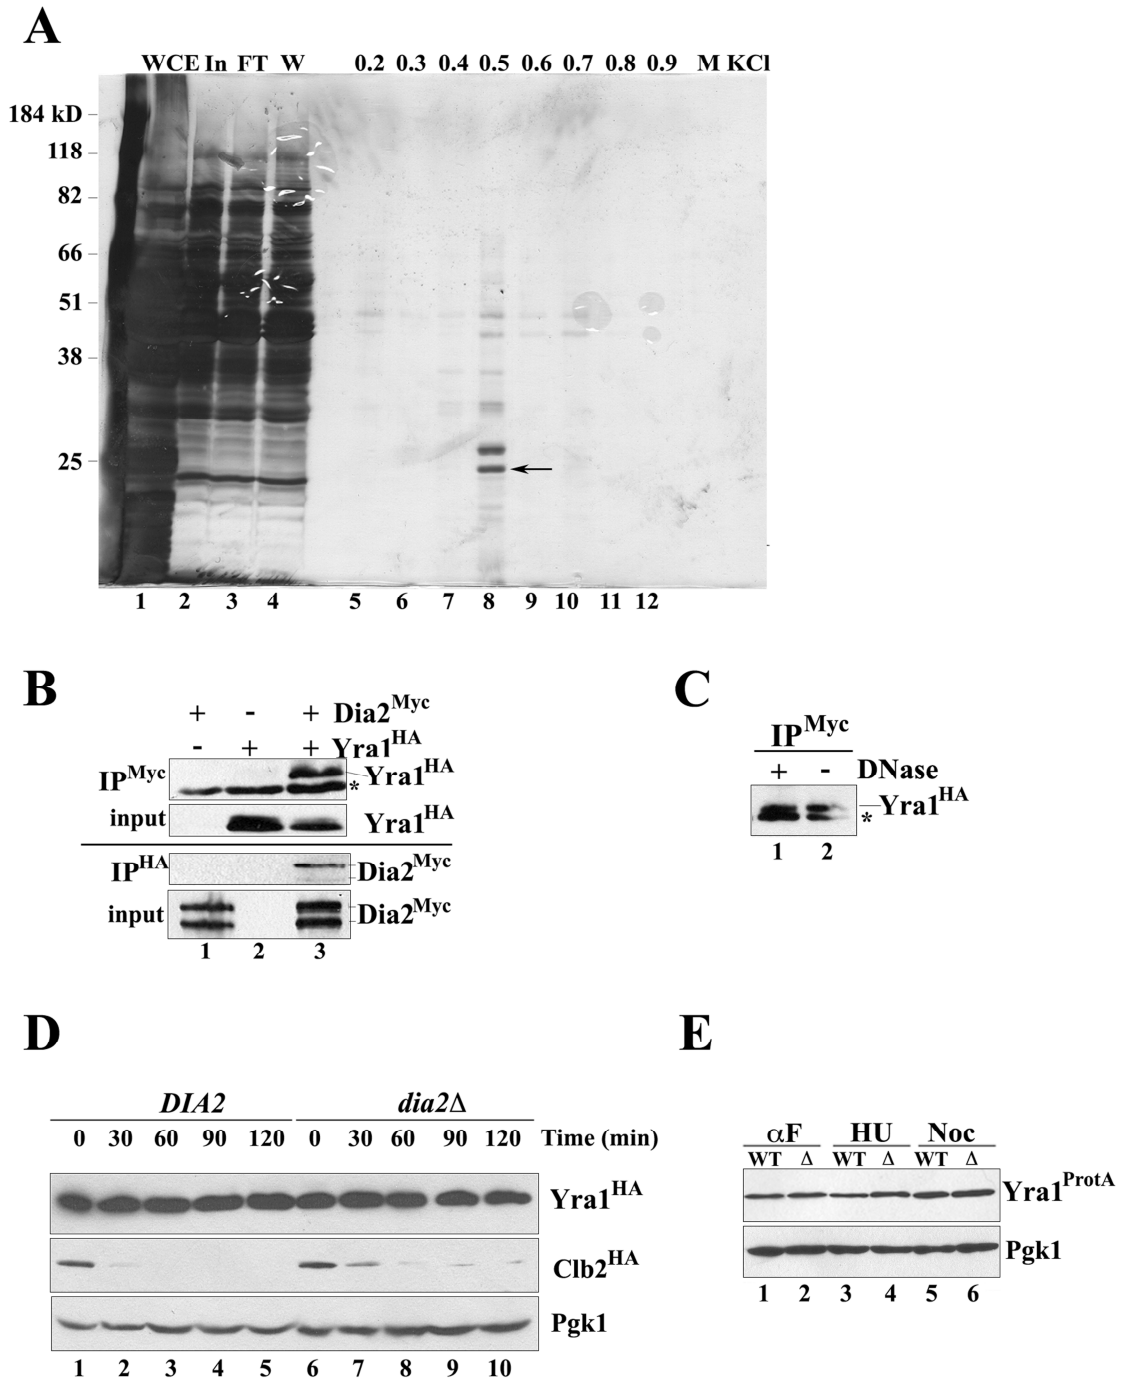 A
WCE In FT W 0.2 0.3 0.4 0.5 0.6 0.7 0.8 0.9 M KCl
184 kD
118
82
66
51
38
25
1 2 3 4 5 6 7 8 9 10 11 12
B
+ - + Dia2Myc
- + + Yra1HA
IPMyc Yra1HA
*
input Yra1HA
IPHA Dia2Myc
input Dia2Myc
1 2 3
C
IPMyc
+ - DNase
Yra1HA
*
1 2
D
DIA2 dia2Δ
0 30 60 90 120 0 30 60 90 120 Time (min)
Yra1HA
Clb2HA
Pgk1
1 2 3 4 5 6 7 8 9 10
E
αF HU Noc
WT Δ WT Δ WT Δ
Yra1ProtA
Pgk1
1 2 3 4 5 6